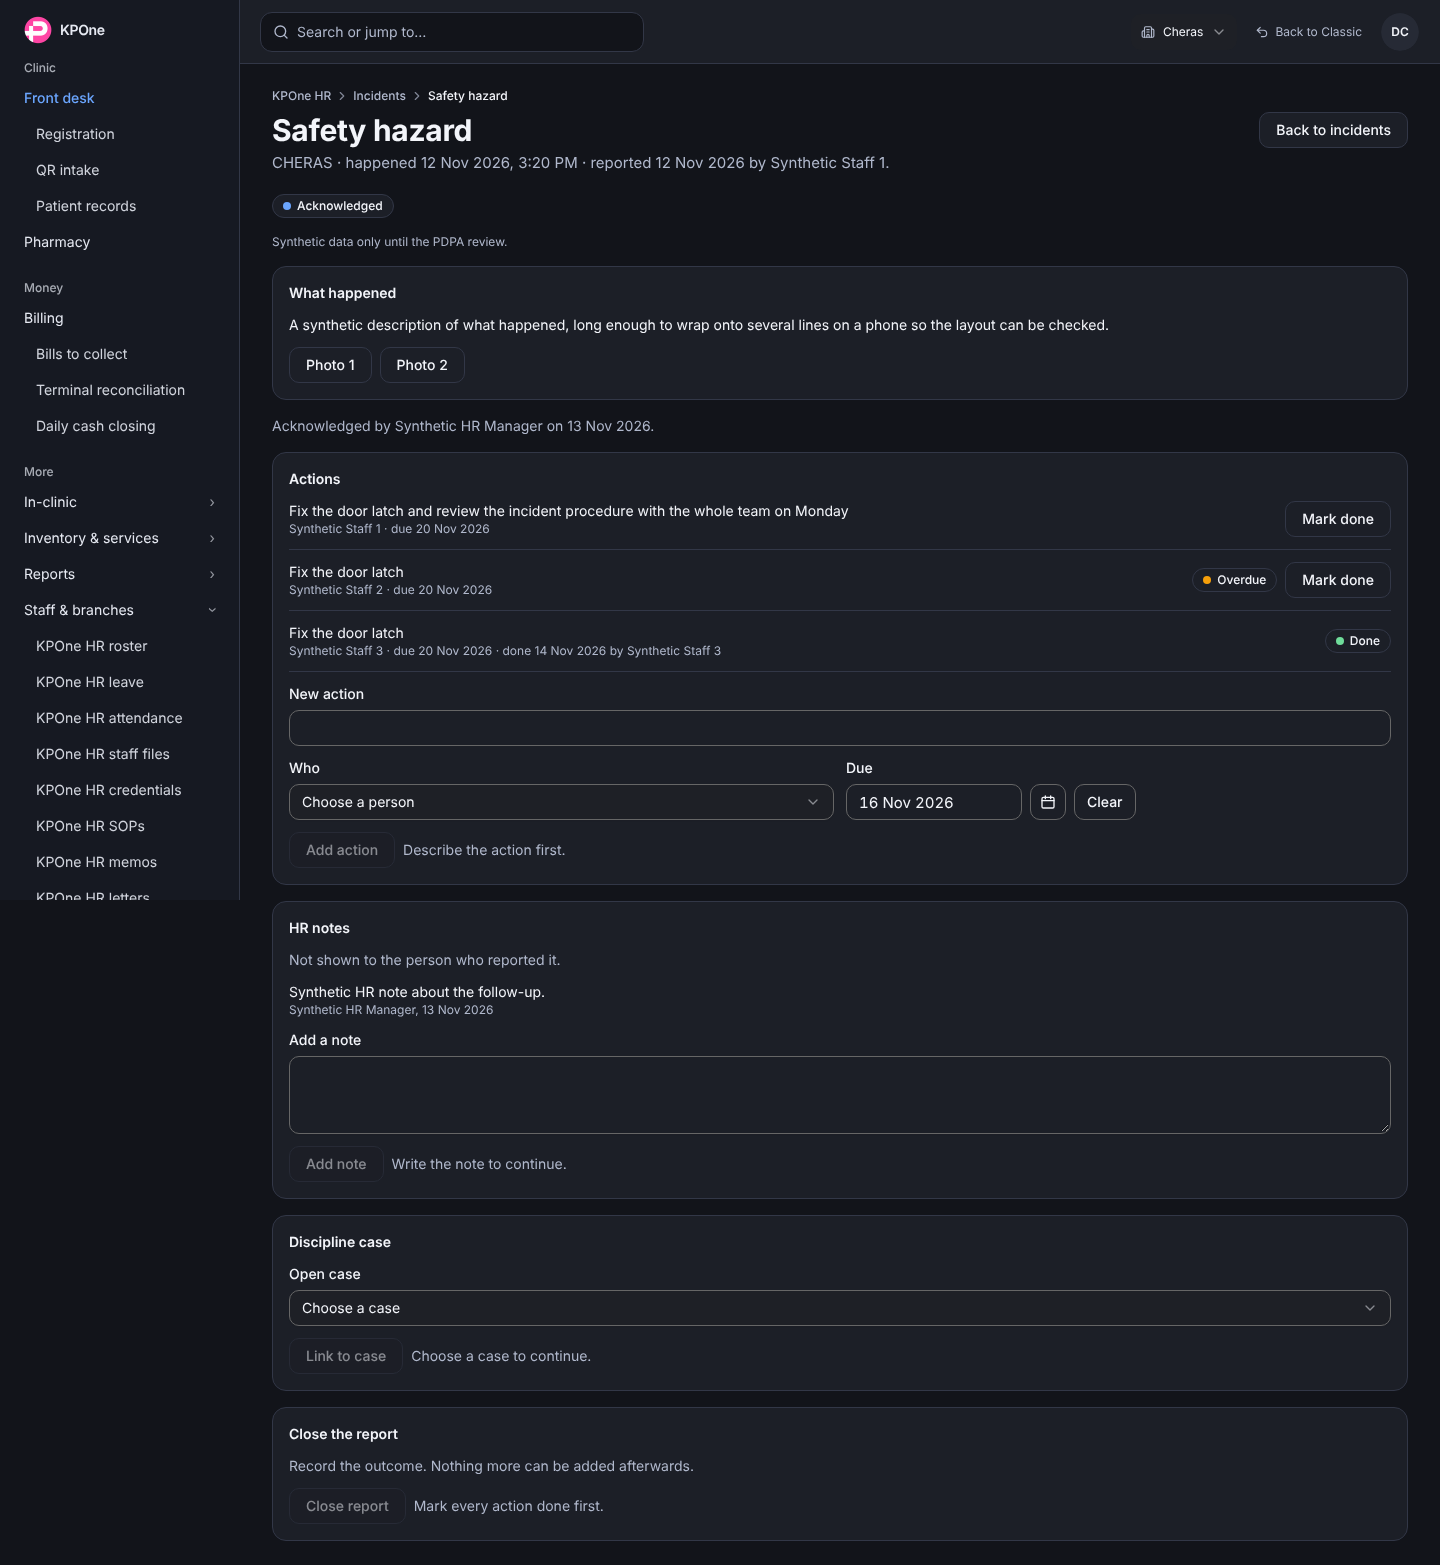 KPOne
Clinic
Front desk
Registration
QR intake
Patient records
Pharmacy
Money
Billing
Bills to collect
Terminal reconciliation
Daily cash closing
More
In-clinic
Inventory & services
Reports
Staff & branches
KPOne HR roster
KPOne HR leave
KPOne HR attendance
KPOne HR staff files
KPOne HR credentials
KPOne HR SOPs
KPOne HR memos
KPOne HR letters
Search or jump to...
Cheras
Back to Classic
DC
KPOne HR > Incidents > Safety hazard
Safety hazard
Back to incidents
CHERAS · happened 12 Nov 2026, 3:20 PM · reported 12 Nov 2026 by Synthetic Staff 1.
Acknowledged
Synthetic data only until the PDPA review.
What happened
A synthetic description of what happened, long enough to wrap onto several lines on a phone so the layout can be checked.
Photo 1
Photo 2
Acknowledged by Synthetic HR Manager on 13 Nov 2026.
Actions
Fix the door latch and review the incident procedure with the whole team on Monday
Synthetic Staff 1 · due 20 Nov 2026
Mark done
Fix the door latch
Synthetic Staff 2 · due 20 Nov 2026
Overdue
Mark done
Fix the door latch
Synthetic Staff 3 · due 20 Nov 2026 · done 14 Nov 2026 by Synthetic Staff 3
Done
New action
Who
Choose a person
Due
16 Nov 2026
Clear
Add action
Describe the action first.
HR notes
Not shown to the person who reported it.
Synthetic HR note about the follow-up.
Synthetic HR Manager, 13 Nov 2026
Add a note
Add note
Write the note to continue.
Discipline case
Open case
Choose a case
Link to case
Choose a case to continue.
Close the report
Record the outcome. Nothing more can be added afterwards.
Close report
Mark every action done first.